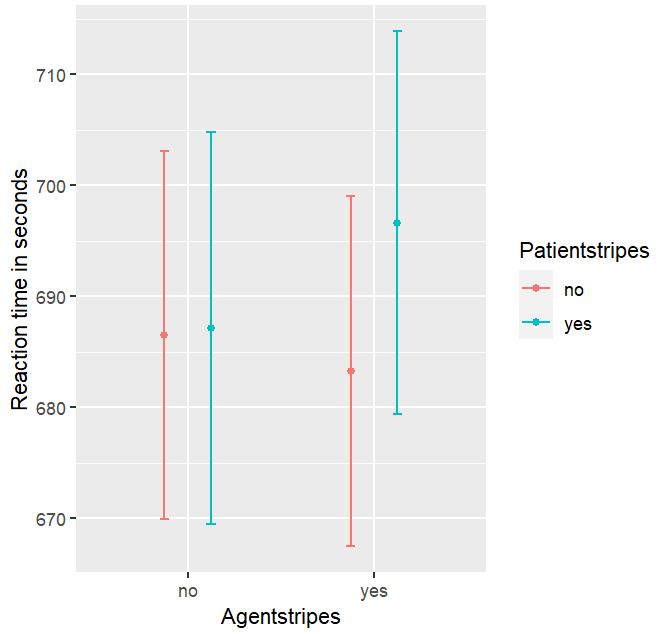 710
700
690
680
670
Reaction time in seconds
no
yes
Agentstripes
Patientstripes
no
yes